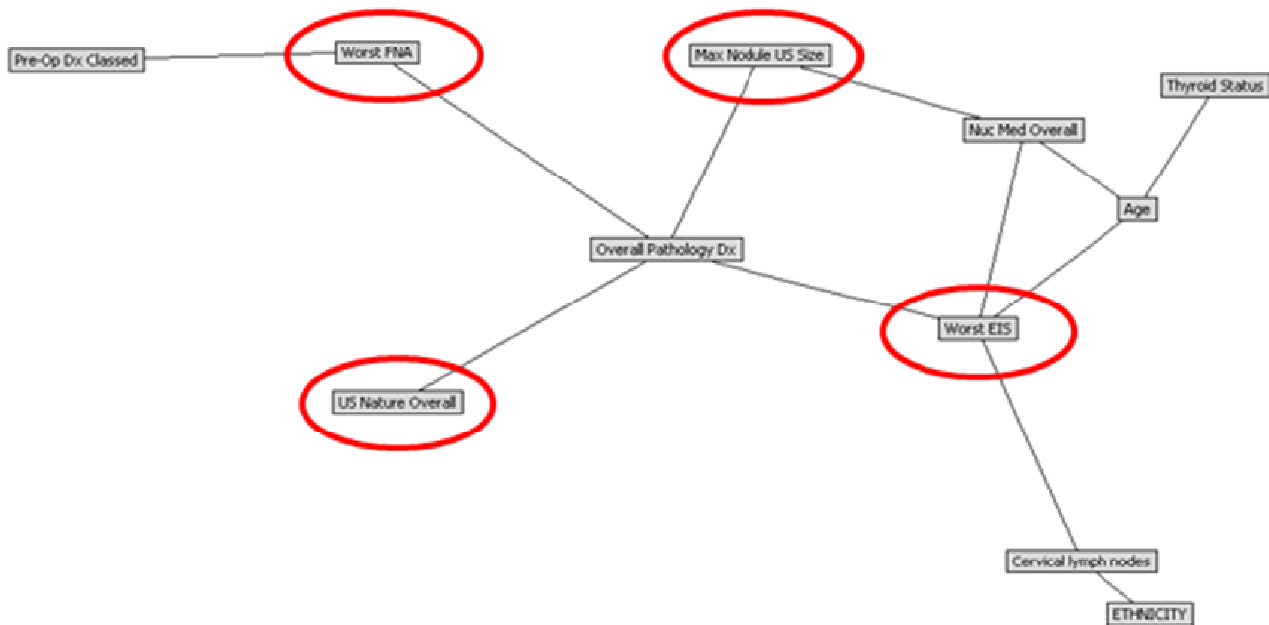 Worst FNA
Max Nodule US Size
Pre-Op Dx Classed
Thyroid Status
Nuc Med Overall
Age
Overall Pathology Dx
Worst EIS
US Nature Overall
Cervical lymph nodes
ETHNICITY